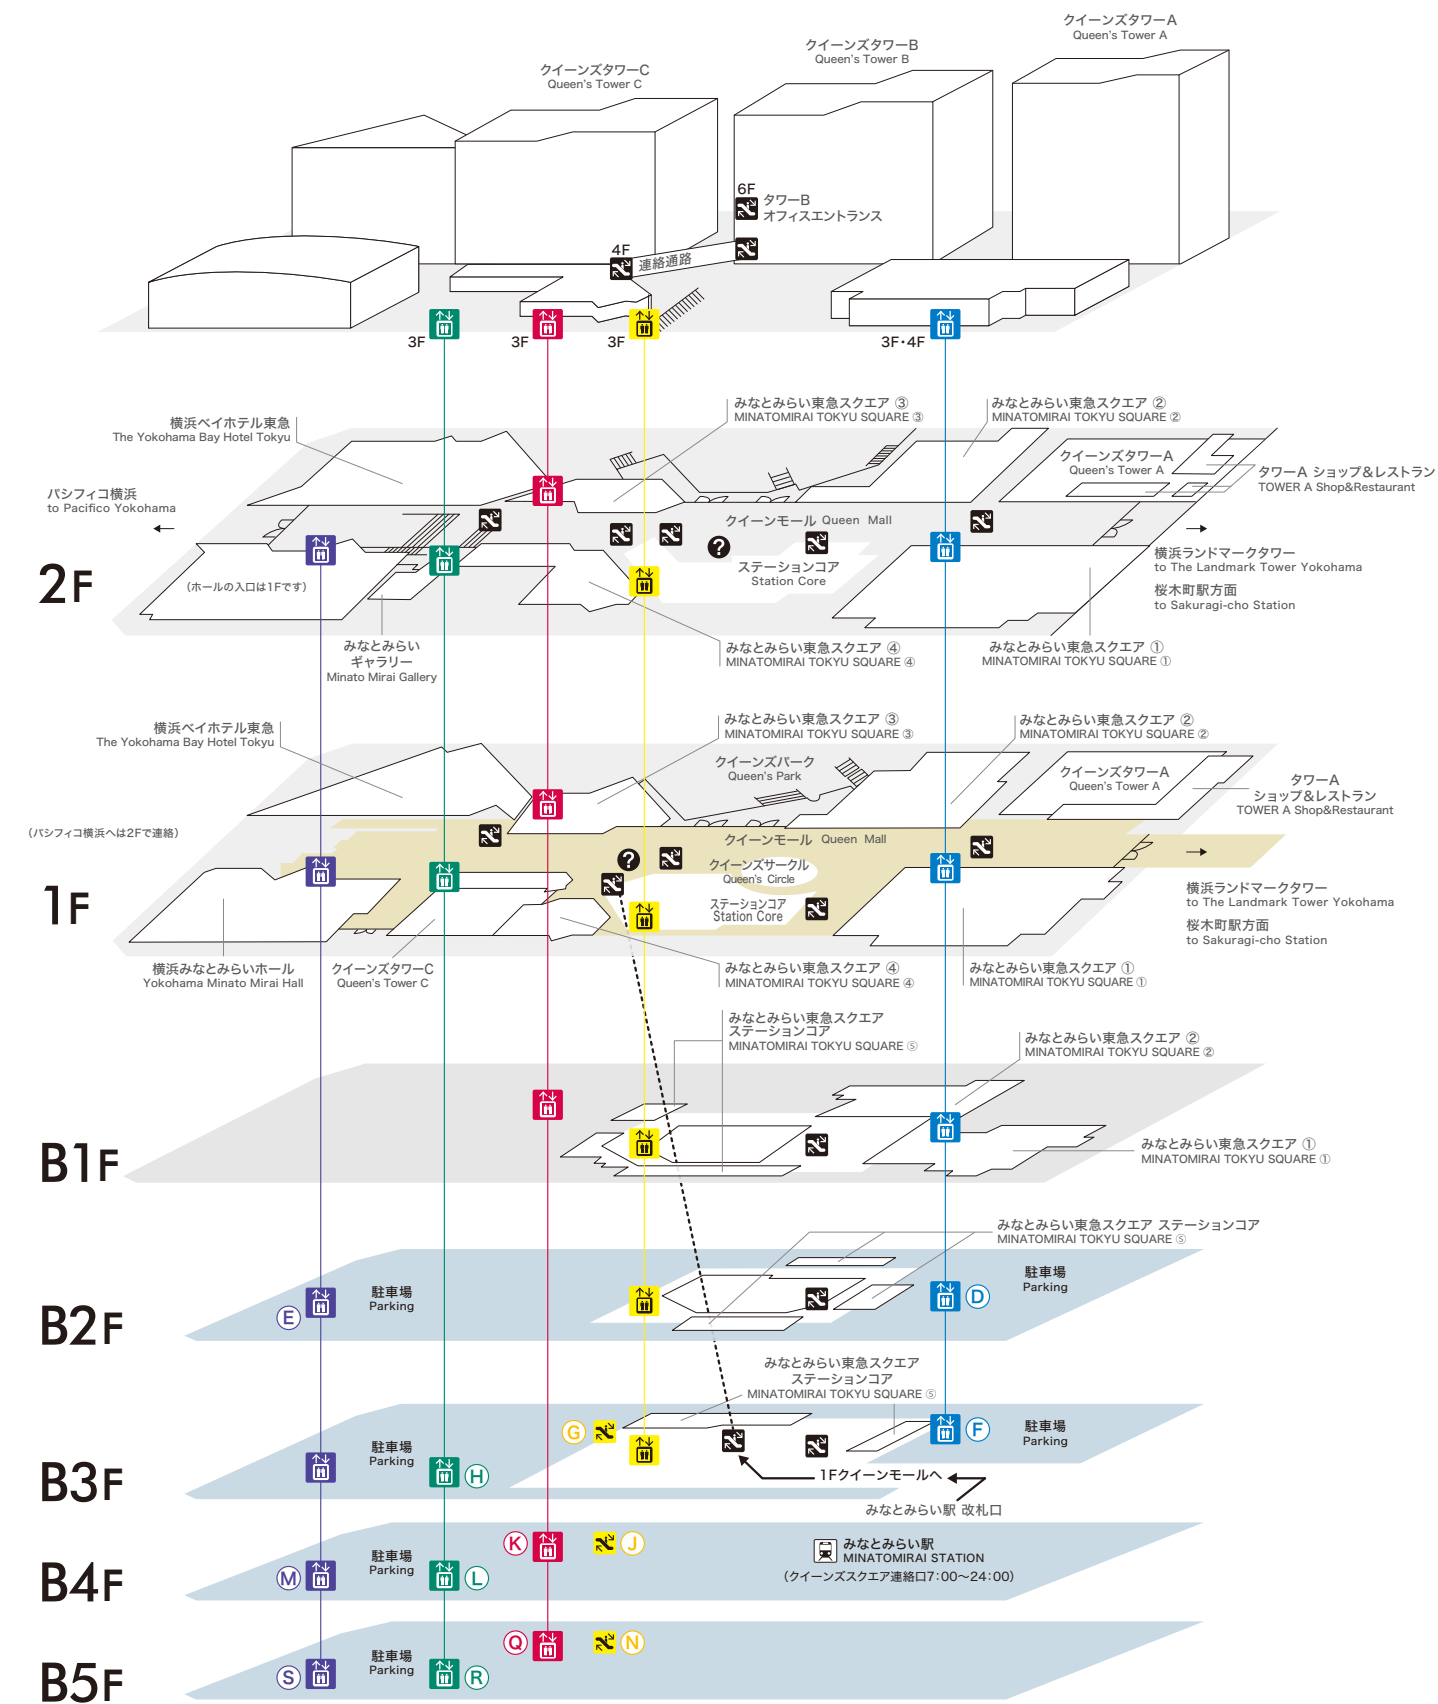 クイーンズタワーA
Queen's Tower A
クイーンズタワーB
Queen's Tower B
クイーンズタワーC
Queen's Tower C
6F
タワーB
オフィスエントランス
4F
連絡通路
3F
3F
3F
3F・4F
みなとみらい東急スクエア ③
MINATOMIRAI TOKYU SQUARE ③
みなとみらい東急スクエア ②
MINATOMIRAI TOKYU SQUARE ②
横浜ベイホテル東急
The Yokohama Bay Hotel Tokyu
クイーンズタワーA
Queen's Tower A
タワーA ショップ&レストラン
TOWER A Shop&Restaurant
パシフィコ横浜
to Pacifico Yokohama
クイーンモール Queen Mall
?
ステーションコア
Station Core
横浜ランドマークタワー
to The Landmark Tower Yokohama
桜木町駅方面
to Sakuragi-cho Station
2F
(ホールの入口は1Fです)
みなとみらい
ギャラリー
Minato Mirai Gallery
みなとみらい東急スクエア ④
MINATOMIRAI TOKYU SQUARE ④
みなとみらい東急スクエア ①
MINATOMIRAI TOKYU SQUARE ①
横浜ベイホテル東急
The Yokohama Bay Hotel Tokyu
みなとみらい東急スクエア ③
MINATOMIRAI TOKYU SQUARE ③
みなとみらい東急スクエア ②
MINATOMIRAI TOKYU SQUARE ②
クイーンズパーク
Queen's Park
クイーンズタワーA
Queen's Tower A
タワーA
ショップ&レストラン
TOWER A Shop&Restaurant
(パシフィコ横浜へは2Fで連絡)
クイーンモール Queen Mall
?
クイーンズサークル
Queen's Circle
ステーションコア
Station Core
横浜ランドマークタワー
to The Landmark Tower Yokohama
桜木町駅方面
to Sakuragi-cho Station
1F
横浜みなとみらいホール
Yokohama Minato Mirai Hall
クイーンズタワーC
Queen's Tower C
みなとみらい東急スクエア ④
MINATOMIRAI TOKYU SQUARE ④
みなとみらい東急スクエア ①
MINATOMIRAI TOKYU SQUARE ①
みなとみらい東急スクエア
ステーションコア
MINATOMIRAI TOKYU SQUARE Ⓢ
みなとみらい東急スクエア ②
MINATOMIRAI TOKYU SQUARE ②
B1F
みなとみらい東急スクエア ①
MINATOMIRAI TOKYU SQUARE ①
みなとみらい東急スクエア ステーションコア
MINATOMIRAI TOKYU SQUARE Ⓢ
B2F
E
駐車場
Parking
D
駐車場
Parking
みなとみらい東急スクエア
ステーションコア
MINATOMIRAI TOKYU SQUARE Ⓢ
B3F
駐車場
Parking
H
G
F
駐車場
Parking
1Fクイーンモールへ
みなとみらい駅 改札口
B4F
M
駐車場
Parking
L
K
J
みなとみらい駅
MINATOMIRAI STATION
(クイーンズスクエア連絡口7:00〜24:00)
B5F
S
駐車場
Parking
R
Q
N